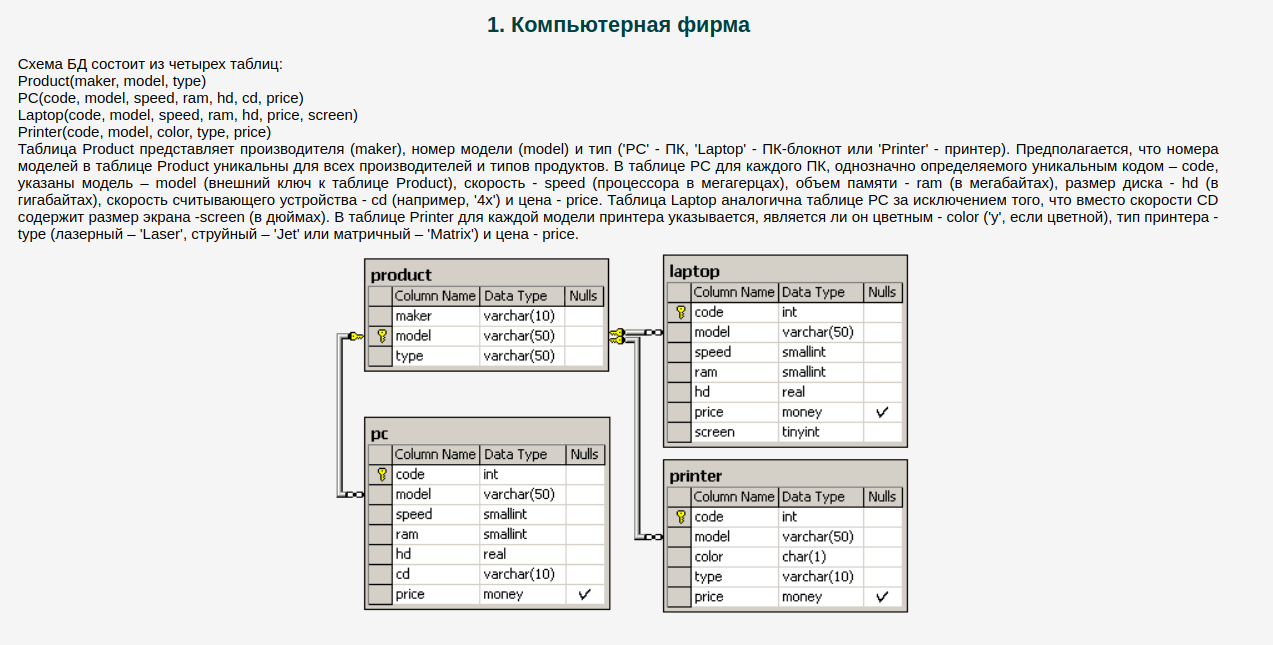 1. Компьютерная фирма
Схема БД состоит из четырех таблиц:
Product(maker, model, type)
PC(code, model, speed, ram, hd, cd, price)
Laptop(code, model, speed, ram, hd, price, screen)
Printer(code, model, color, type, price)
Таблица Product представляет производителя (maker), номер модели (model) и тип ('PC' - ПК, 'Laptop' - ПК-блокнот или 'Printer' - принтер). Предполагается, что номера
моделей в таблице Product уникальны для всех производителей и типов продуктов. В таблице PC для каждого ПК, однозначно определяемого уникальным кодом – code,
указаны модель – model (внешний ключ к таблице Product), скорость - speed (процессора в мегагерцах), объем памяти - ram (в мегабайтах), размер диска - hd (в
гигабайтах), скорость считывающего устройства - cd (например, '4x') и цена - price. Таблица Laptop аналогична таблице РС за исключением того, что вместо скорости CD
содержит размер экрана -screen (в дюймах). В таблице Printer для каждой модели принтера указывается, является ли он цветным - color ('y', если цветной), тип принтера -
type (лазерный – 'Laser', струйный – 'Jet' или матричный – 'Matrix') и цена - price.
product
Column Name Data Type Nulls
maker varchar(10)
model varchar(50)
type varchar(50)
pc
Column Name Data Type Nulls
code int
model varchar(50)
speed smallint
ram smallint
hd real
cd varchar(10)
price money ✓
laptop
Column Name Data Type Nulls
code int
model varchar(50)
speed smallint
ram smallint
hd real
price money ✓
screen tinyint
printer
Column Name Data Type Nulls
code int
model varchar(50)
color char(1)
type varchar(10)
price money ✓